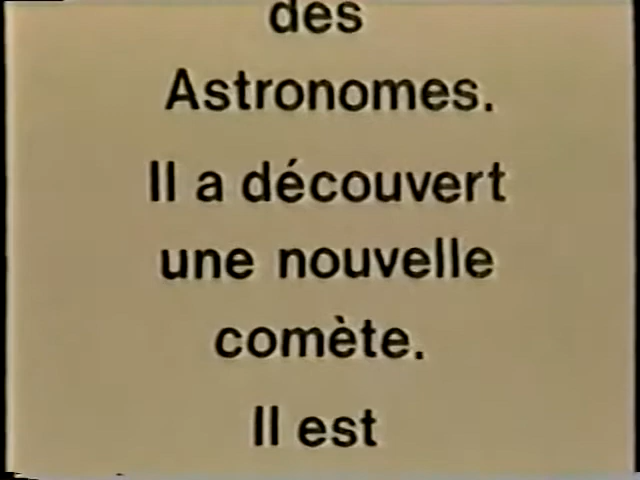 des
Astronomes.
Il a découvert
une nouvelle
comète.
Il est